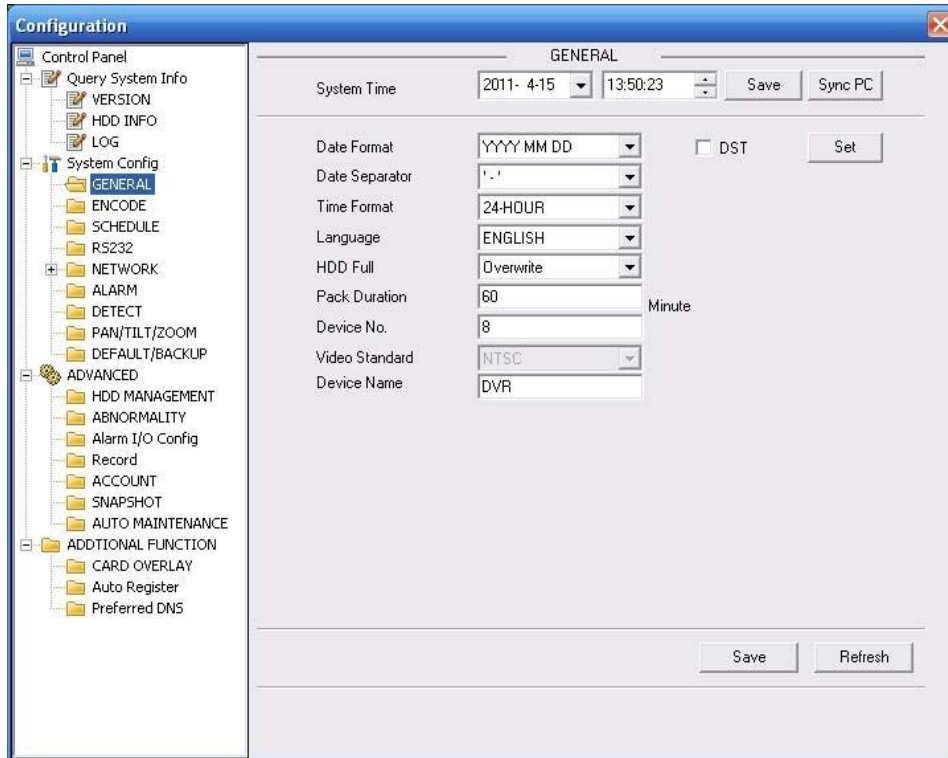 Configuration
Control Panel
Query System Info
VERSION
HDD INFO
LOG
System Config
GENERAL
ENCODE
SCHEDULE
RS232
NETWORK
ALARM
DETECT
PAN/TILT/ZOOM
DEFAULT/BACKUP
ADVANCED
HDD MANAGEMENT
ABNORMALITY
Alarm I/O Config
Record
ACCOUNT
SNAPSHOT
AUTO MAINTENANCE
ADDTIONAL FUNCTION
CARD OVERLAY
Auto Register
Preferred DNS
GENERAL
System Time 2011- 4-15 13:50:23 Save Sync PC
Date Format YYYY MM DD DST Set
Date Separator '-'
Time Format 24-HOUR
Language ENGLISH
HDD Full Overwrite
Pack Duration 60 Minute
Device No. 8
Video Standard NTSC
Device Name DVR
Save Refresh